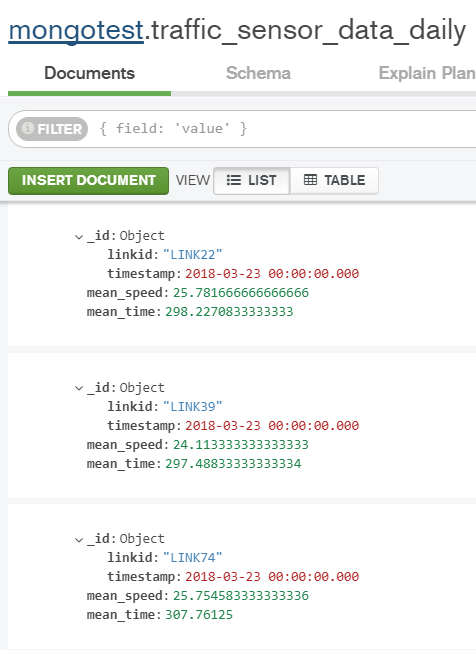 mongotest.traffic_sensor_data_daily
Documents Schema Explain Plan
FILTER { field: 'value' }
INSERT DOCUMENT VIEW LIST TABLE
_id: Object
linkid: "LINK22"
timestamp: 2018-03-23 00:00:00.000
mean_speed: 25.781666666666666
mean_time: 298.2270833333333
_id: Object
linkid: "LINK39"
timestamp: 2018-03-23 00:00:00.000
mean_speed: 24.113333333333333
mean_time: 297.48833333333334
_id: Object
linkid: "LINK74"
timestamp: 2018-03-23 00:00:00.000
mean_speed: 25.754583333333336
mean_time: 307.76125